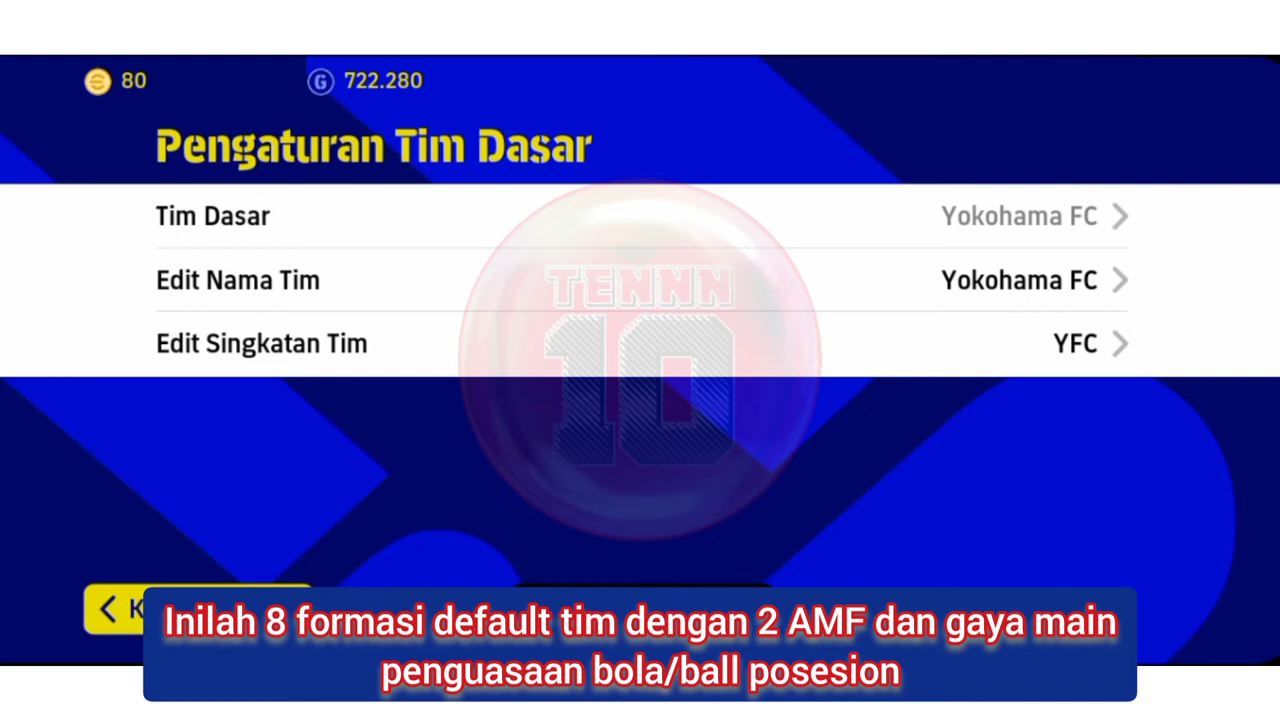 80
G 722.280
Pengaturan Tim Dasar
Tim Dasar
Yokohama FC
Edit Nama Tim
Yokohama FC
Edit Singkatan Tim
YFC
TENNN
10
K
Inilah 8 formasi default tim dengan 2 AMF dan gaya main
penguasaan bola/ball posesion